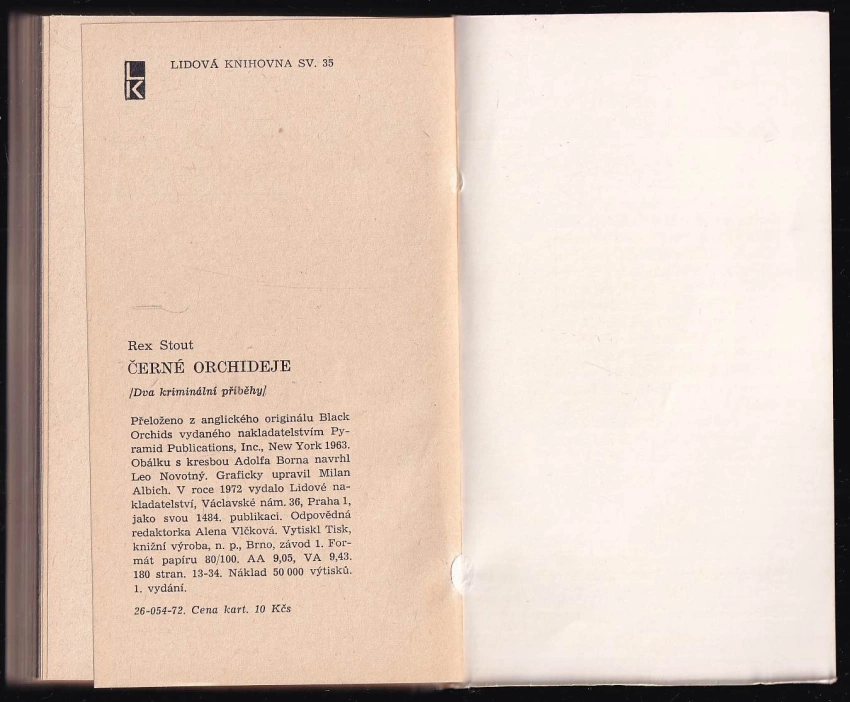 LK
LIDOVÁ KNIHOVNA SV. 35
Rex Stout
ČERNÉ ORCHIDEJE
/Dva kriminální příběhy/
Přeloženo z anglického originálu Black
Orchids vydaného nakladatelstvím Py-
ramid Publications, Inc., New York 1963.
Obálku s kresbou Adolfa Borna navrhl
Leo Novotný. Graficky upravil Milan
Albich. V roce 1972 vydalo Lidové na-
kladatelství, Václavské nám. 36, Praha 1,
jako svou 1484. publikaci. Odpovědná
redaktorka Alena Vlčková. Vytiskl Tisk,
knižní výroba, n. p., Brno, závod 1. For-
mát papíru 80/100. AA 9,05, VA 9,43.
180 stran. 13-34. Náklad 50 000 výtisků.
1. vydání.
26-054-72. Cena kart. 10 Kčs